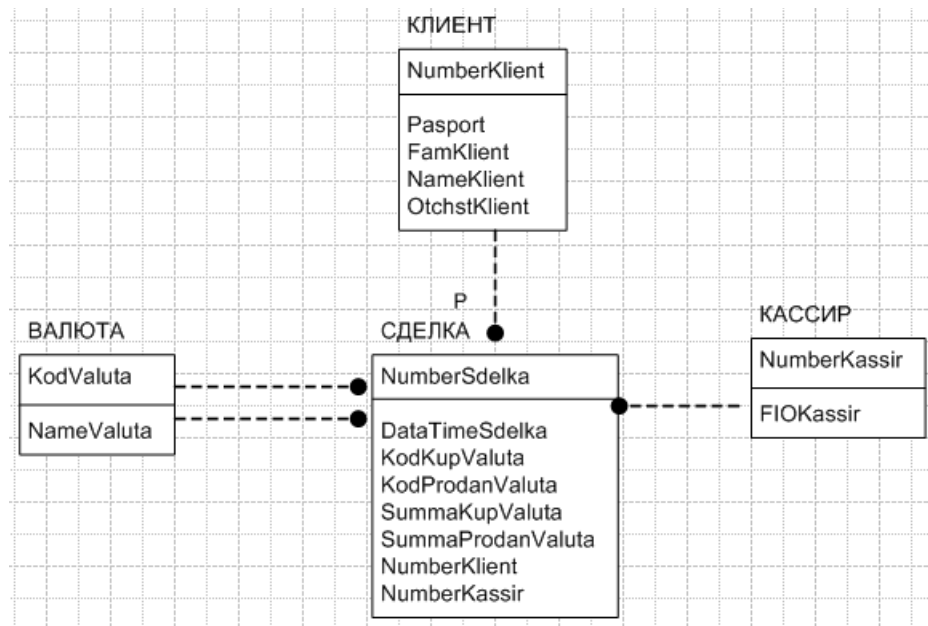 КЛИЕНТ
NumberKlient
Pasport
FamKlient
NameKlient
OtchstKlient
P
ВАЛЮТА
KodValuta
NameValuta
СДЕЛКА
NumberSdelka
DataTimeSdelka
KodKupValuta
KodProdanValuta
SummaKupValuta
SummaProdanValuta
NumberKlient
NumberKassir
КАССИР
NumberKassir
FIOKassir